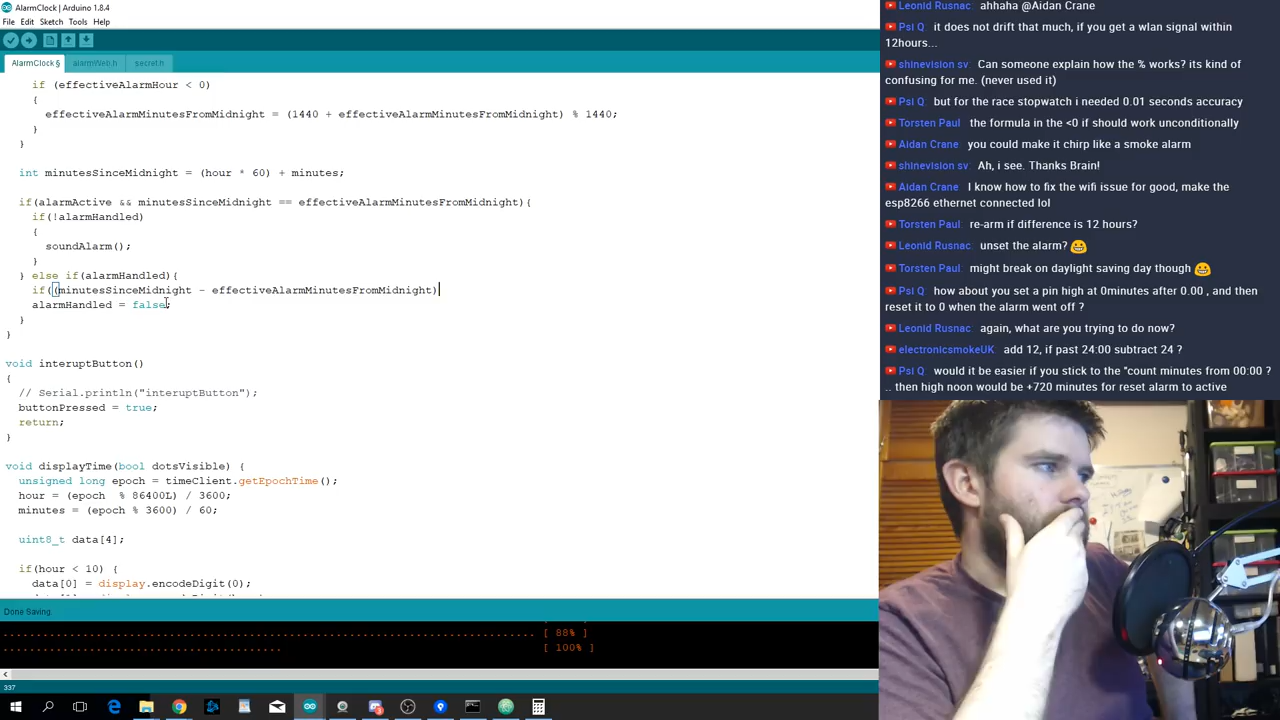 AlarmClock | Arduino 1.8.4
File Edit Sketch Tools Help
AlarmClock § alarmWeb.h secret.h
if (effectiveAlarmHour < 0)
{
effectiveAlarmMinutesFromMidnight = (1440 + effectiveAlarmMinutesFromMidnight) % 1440;
}
}
int minutesSinceMidnight = (hour * 60) + minutes;
if(alarmActive && minutesSinceMidnight == effectiveAlarmMinutesFromMidnight){
if(!alarmHandled)
{
soundAlarm();
}
} else if(alarmHandled){
if((minutesSinceMidnight - effectiveAlarmMinutesFromMidnight)
alarmHandled = false;
}
}
void interuptButton()
{
// Serial.println("interuptButton");
buttonPressed = true;
return;
}
void displayTime(bool dotsVisible) {
unsigned long epoch = timeClient.getEpochTime();
hour = (epoch % 86400L) / 3600;
minutes = (epoch % 3600) / 60;
uint8_t data[4];
if(hour < 10) {
data[0] = display.encodeDigit(0);
Done Saving.
[ 88% ]
[ 100% ]
337
Leonid Rusnac ahhaha @Aidan Crane
Psi Q it does not drift that much, if you get a wlan signal within
12hours...
shinevision sv Can someone explain how the % works? its kind of
confusing for me. (never used it)
Psi Q but for the race stopwatch i needed 0.01 seconds accuracy
Torsten Paul the formula in the <0 if should work unconditionally
Aidan Crane you could make it chirp like a smoke alarm
shinevision sv Ah, i see. Thanks Brain!
Aidan Crane I know how to fix the wifi issue for good, make the
esp8266 ethernet connected lol
Torsten Paul re-arm if difference is 12 hours?
Leonid Rusnac unset the alarm? 😀
Torsten Paul might break on daylight saving day though 😀
Psi Q how about you set a pin high at 0minutes after 0.00 , and then
reset it to 0 when the alarm went off ?
Leonid Rusnac again, what are you trying to do now?
electronicsmokeUK add 12, if past 24:00 subtract 24 ?
Psi Q would it be easier if you stick to the "count minutes from 00:00 ?
.. then high noon would be +720 minutes for reset alarm to active